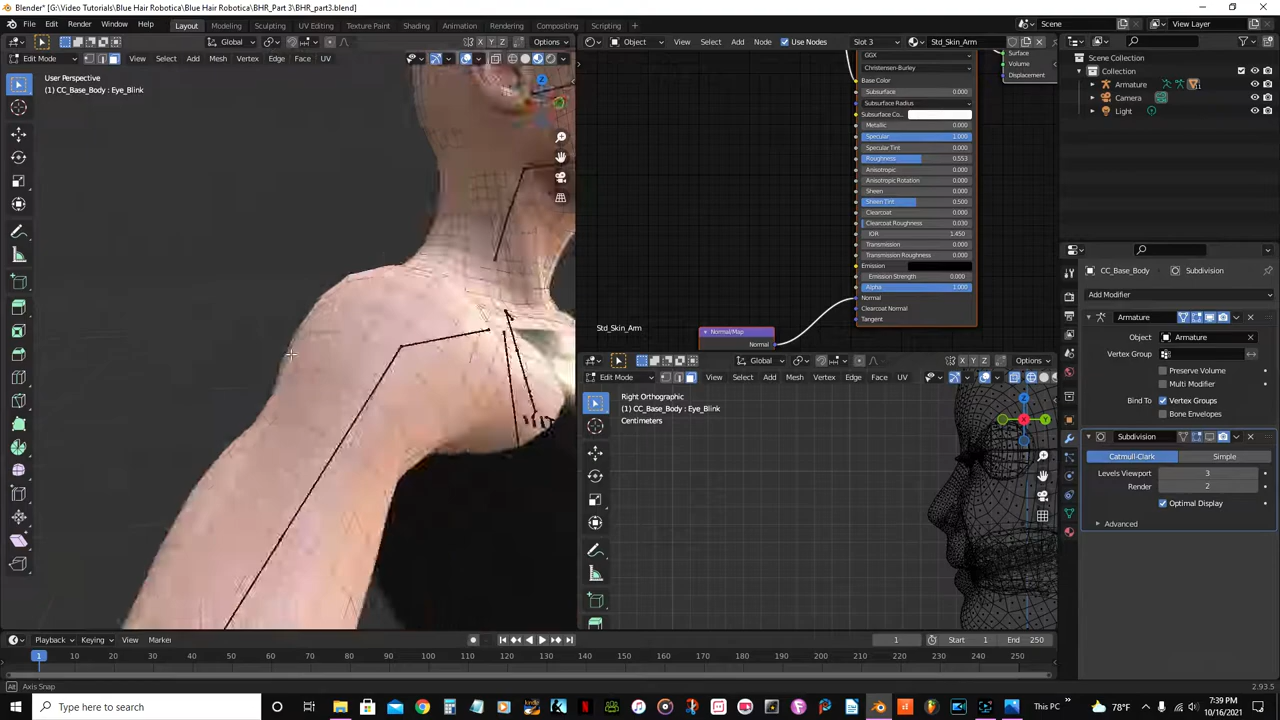 Blender* [G:\Video Tutorials\Blue Hair Robotica\BHR_Part 3\BHR_part3.blend]
File Edit Render Window Help Layout Modeling Sculpting UV Editing Texture Paint Shading Animation Rendering Compositing Scripting Scene View Layer
Global Options Object View Select Add Node Use Nodes Slot 3 Std_Skin_Arm
Edit Mode View Select Add Mesh Vertex Edge Face UV
User Perspective
(1) CC_Base_Body : Eye_Blink
GGX
Christensen-Burley
Base Color
Subsurface 0.000
Subsurface Radius
Subsurface Co...
Metallic 0.000
Specular 1.000
Specular Tint 0.000
Roughness 0.553
Anisotropic 0.000
Anisotropic Rotation 0.000
Sheen 0.000
Sheen Tint 0.500
Clearcoat 0.000
Clearcoat Roughness 0.030
IOR 1.450
Transmission 0.000
Transmission Roughness 0.000
Emission
Emission Strength 0.000
Alpha 1.000
Normal
Clearcoat Normal
Tangent
Surface
Volume
Displacement
Std_Skin_Arm
Normal/Map
Normal
Scene Collection
Collection
Armature
Camera
Light
CC_Base_Body Subdivision
Add Modifier
Armature
Object Armature
Vertex Group
Preserve Volume
Multi Modifier
Bind To Vertex Groups
Bone Envelopes
Subdivision
Catmull-Clark Simple
Levels Viewport 3
Render 2
Optimal Display
Advanced
Global X Y Z Options
Edit Mode View Select Add Mesh Vertex Edge Face UV
Right Orthographic
(1) CC_Base_Body : Eye_Blink
Centimeters
Playback Keying View Marker 1 Start 1 End 250
1 10 20 30 40 50 60 70 80 90 100 110 120 130 140 150 160 170 180 190 200 210 220 230 240 250
Axis Snap 2.93.5
Type here to search This PC 78°F 7:39 PM
10/16/2021